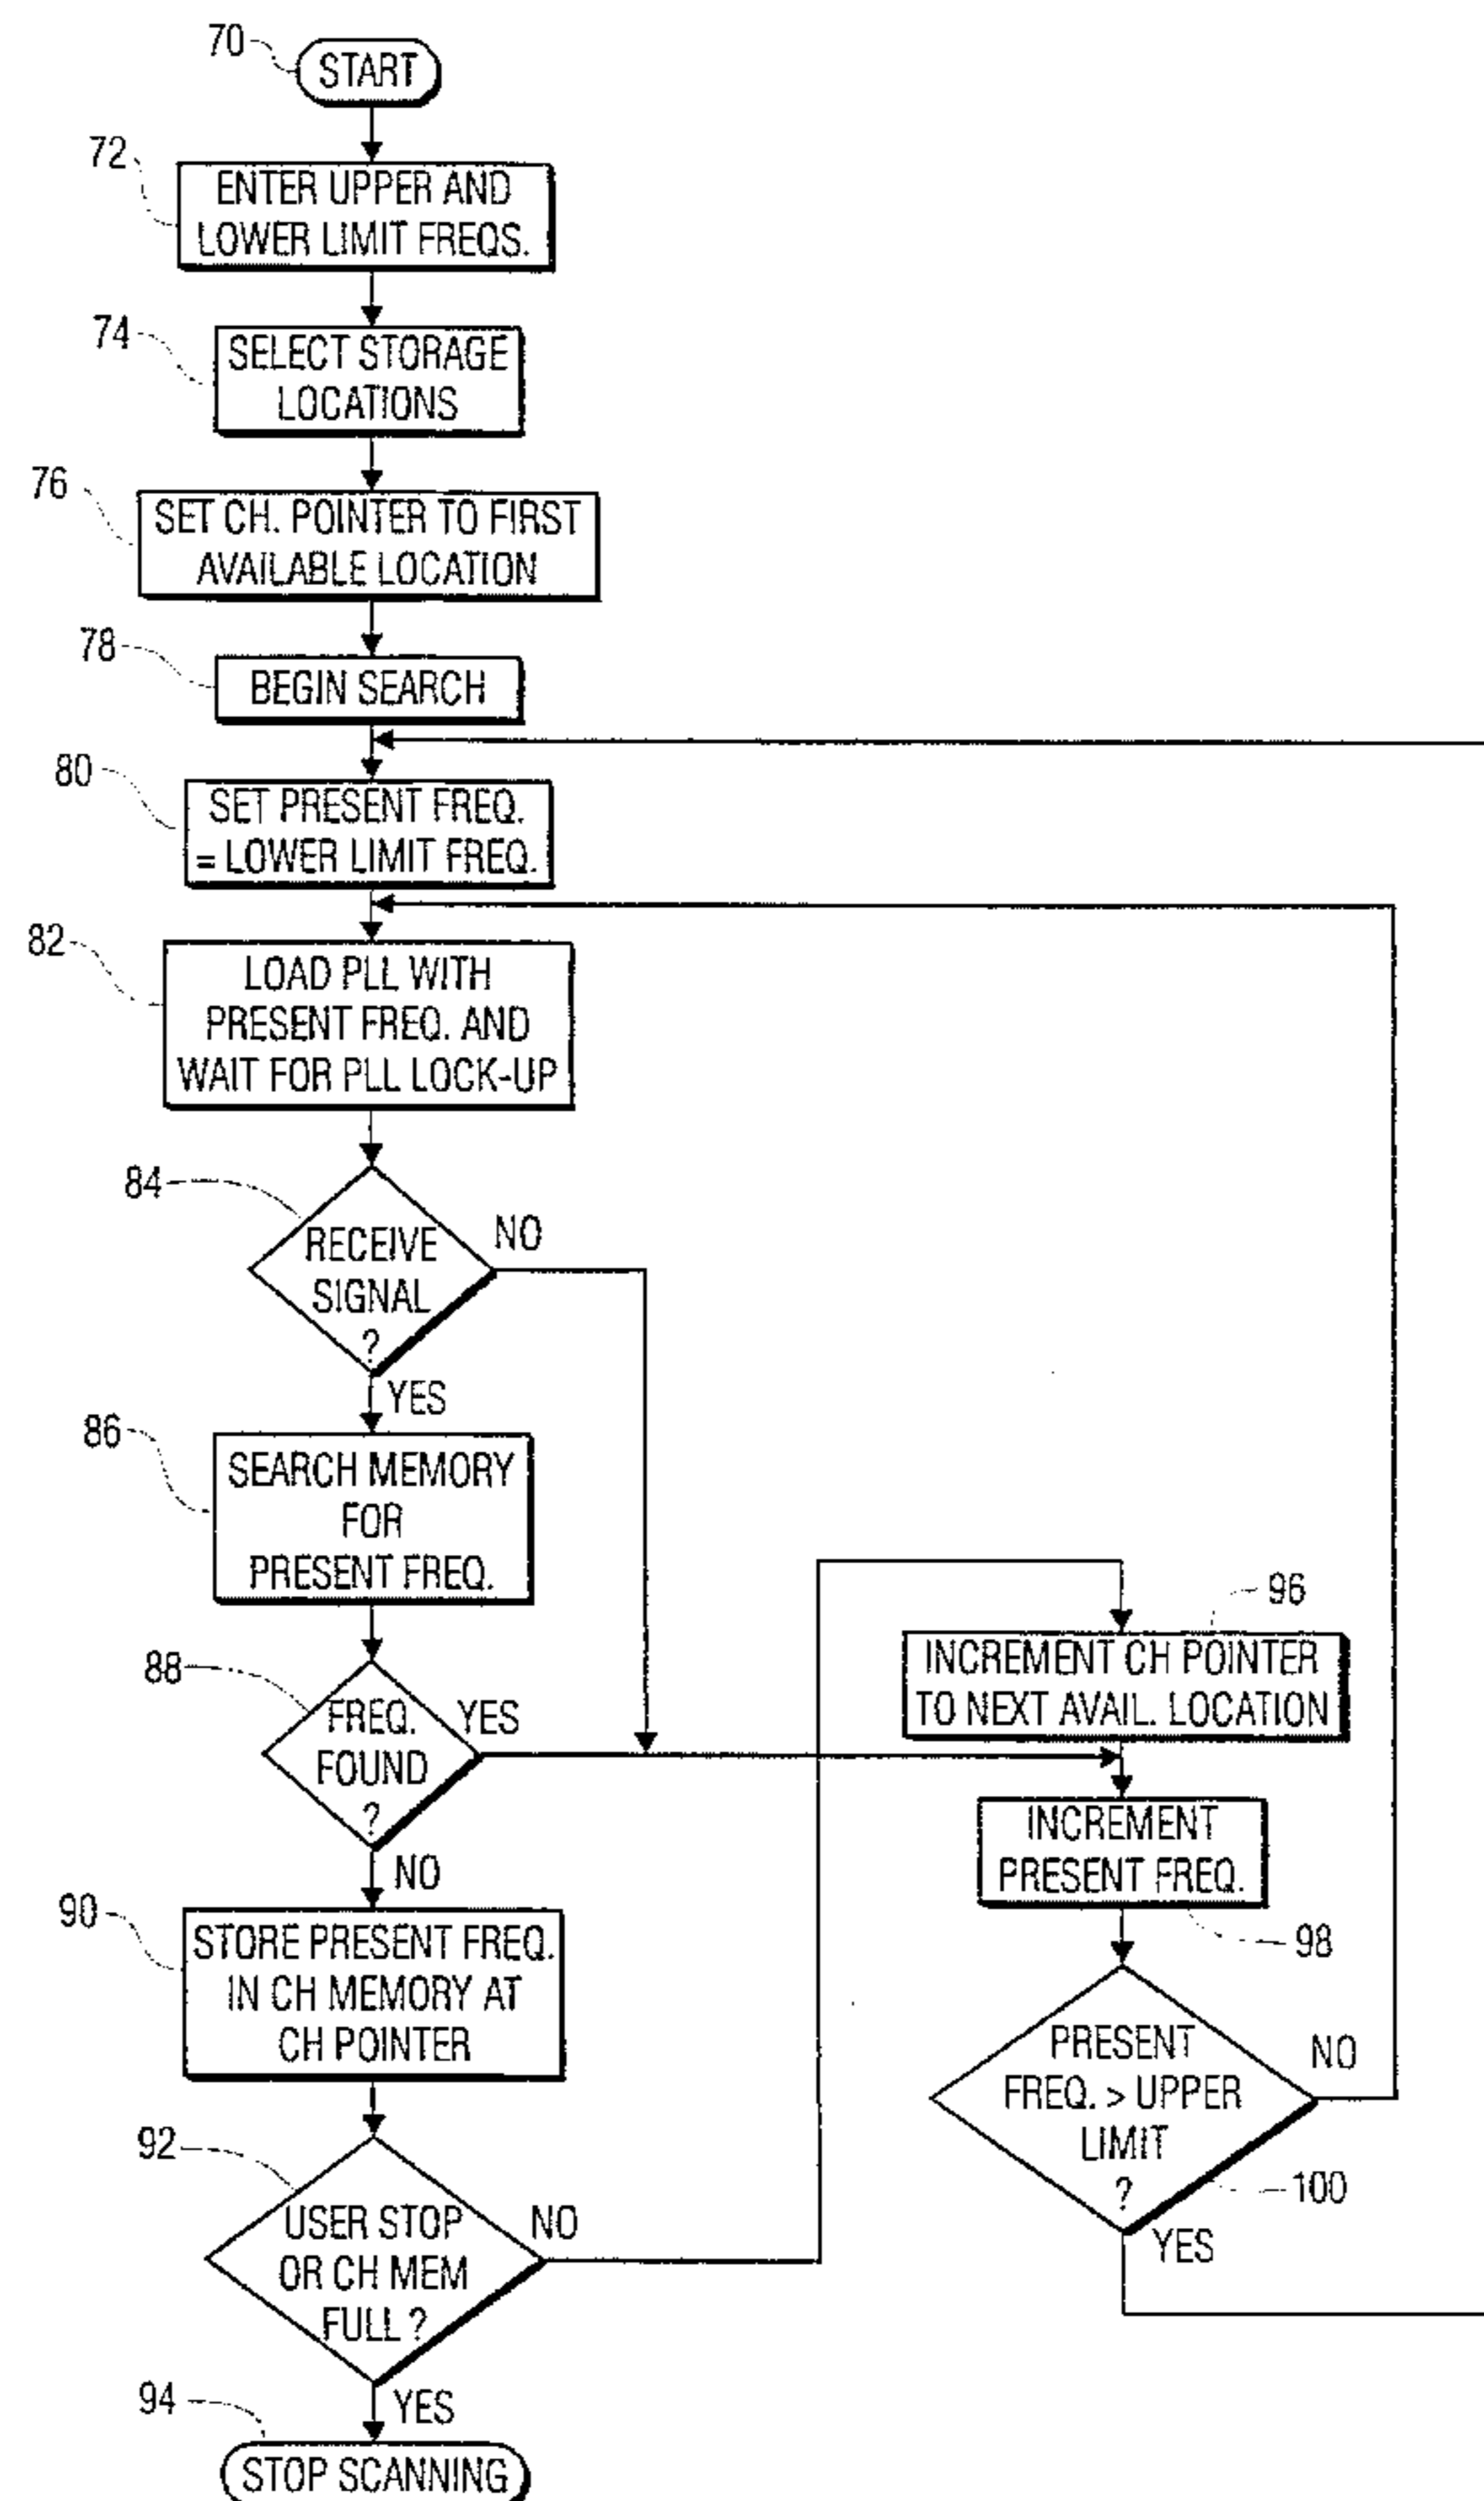 70
START
72
ENTER UPPER AND
LOWER LIMIT FREQS.
74
SELECT STORAGE
LOCATIONS
76
SET CH. POINTER TO FIRST
AVAILABLE LOCATION
78
BEGIN SEARCH
80
SET PRESENT FREQ.
= LOWER LIMIT FREQ.
82
LOAD PLL WITH
PRESENT FREQ. AND
WAIT FOR PLL LOCK-UP
84
RECEIVE
SIGNAL
?
NO
YES
86
SEARCH MEMORY
FOR
PRESENT FREQ.
88
FREQ.
FOUND
?
YES
NO
90
STORE PRESENT FREQ.
IN CH MEMORY AT
CH POINTER
92
USER STOP
OR CH MEM
FULL ?
NO
YES
94
STOP SCANNING
96
INCREMENT CH POINTER
TO NEXT AVAIL. LOCATION
INCREMENT
PRESENT FREQ.
98
PRESENT
FREQ. > UPPER
LIMIT
?
NO
100
YES